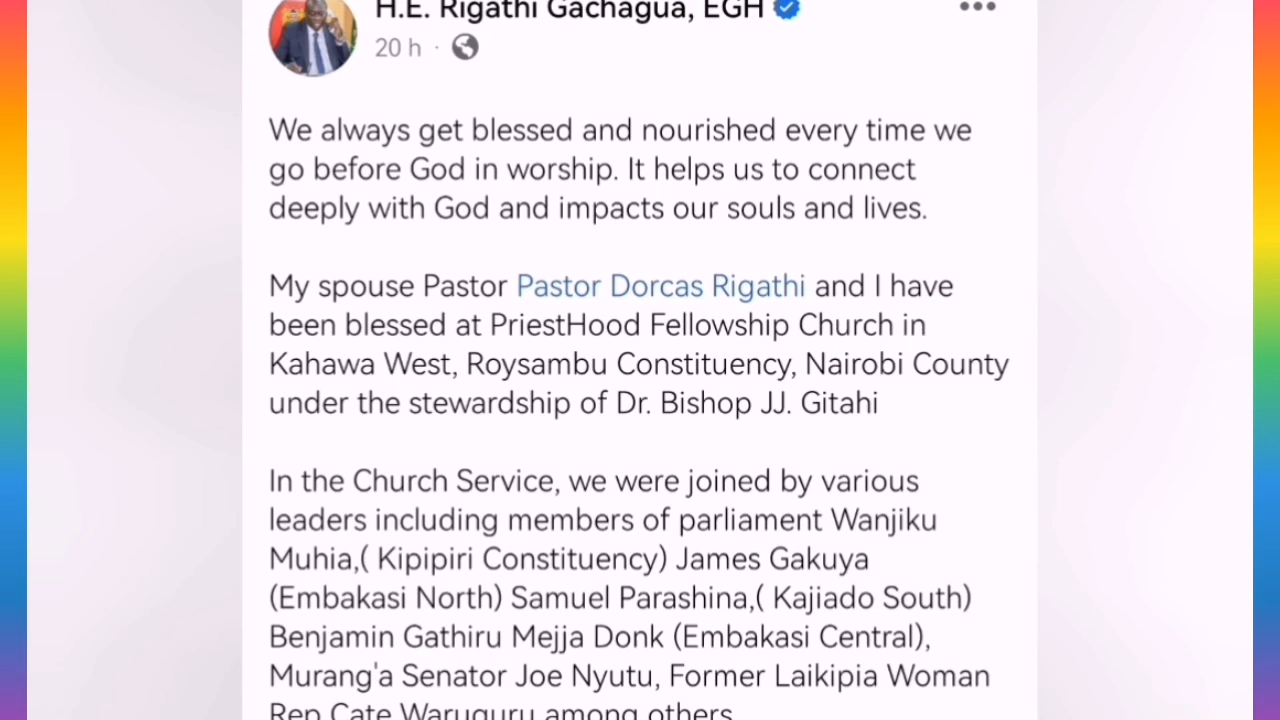 H.E. Rigathi Gachagua, EGH
20 h ·
We always get blessed and nourished every time we
go before God in worship. It helps us to connect
deeply with God and impacts our souls and lives.
My spouse Pastor Pastor Dorcas Rigathi and I have
been blessed at PriestHood Fellowship Church in
Kahawa West, Roysambu Constituency, Nairobi County
under the stewardship of Dr. Bishop JJ. Gitahi
In the Church Service, we were joined by various
leaders including members of parliament Wanjiku
Muhia,( Kipipiri Constituency) James Gakuya
(Embakasi North) Samuel Parashina,( Kajiado South)
Benjamin Gathiru Mejja Donk (Embakasi Central),
Murang'a Senator Joe Nyutu, Former Laikipia Woman
Rep Cate Waruguru among others